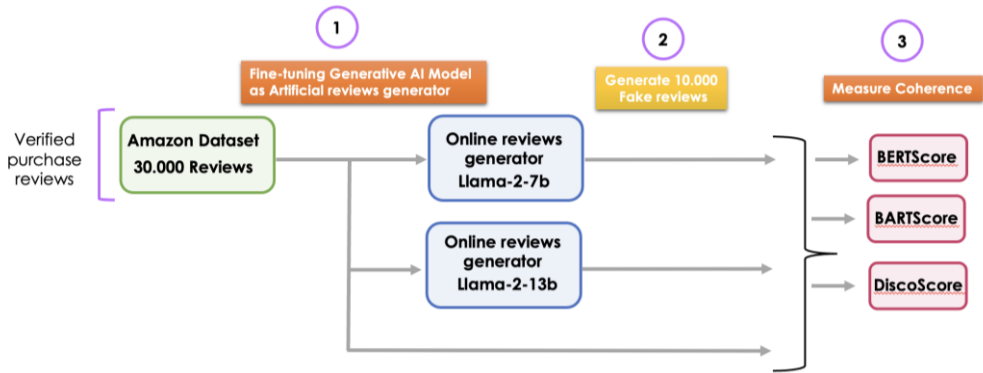 1
2
3
Fine-tuning Generative AI Model
as Artificial reviews generator
Generate 10.000
Fake reviews
Measure Coherence
Verified
purchase
reviews
Amazon Dataset
30.000 Reviews
Online reviews
generator
Llama-2-7b
Online reviews
generator
Llama-2-13b
BERTScore
BARTScore
DiscoScore